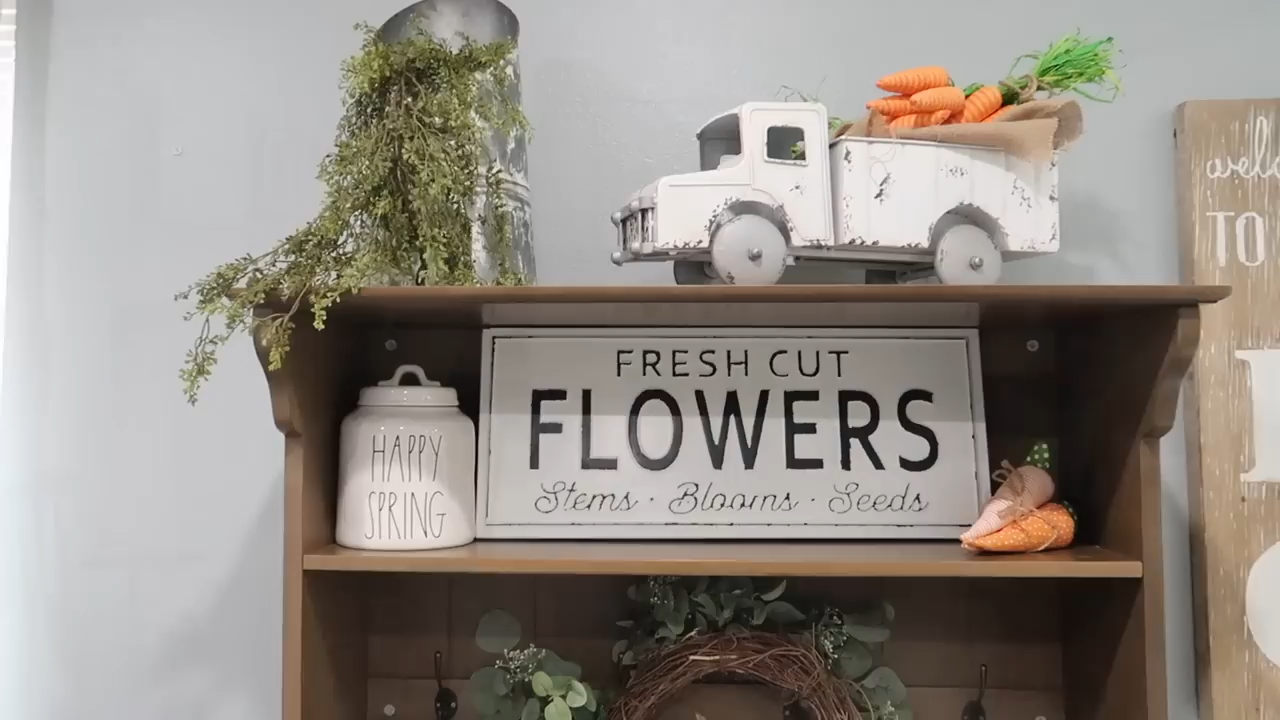 TO
FRESH CUT
FLOWERS
Stems · Blooms · Seeds
HAPPY
SPRING